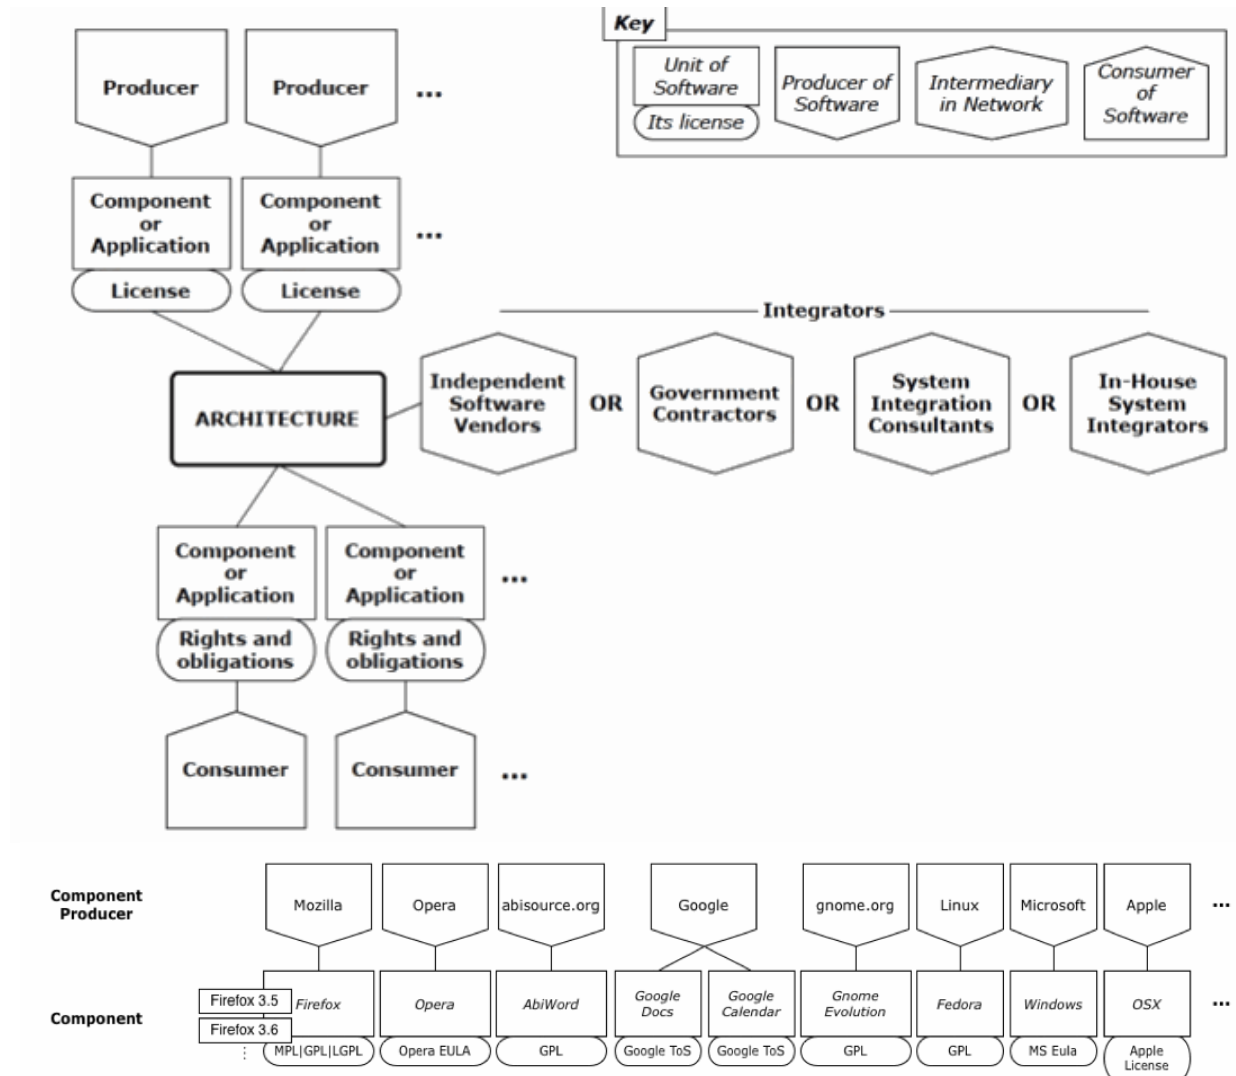 Key
Unit of
Software
Its license
Producer of
Software
Intermediary
in Network
Consumer
of
Software
Producer
Producer
...
Component
or
Application
License
Component
or
Application
License
...
Integrators
ARCHITECTURE
Independent
Software
Vendors
OR
Government
Contractors
OR
System
Integration
Consultants
OR
In-House
System
Integrators
Component
or
Application
Rights and
obligations
Component
or
Application
Rights and
obligations
...
Consumer
Consumer
...
Component
Producer
Mozilla
Opera
abisource.org
Google
gnome.org
Linux
Microsoft
Apple
...
Component
Firefox 3.5
Firefox 3.6
⋮
Firefox
MPL|GPL|LGPL
Opera
Opera EULA
AbiWord
GPL
Google
Docs
Google ToS
Google
Calendar
Google ToS
Gnome
Evolution
GPL
Fedora
GPL
Windows
MS Eula
OSX
Apple
License
...